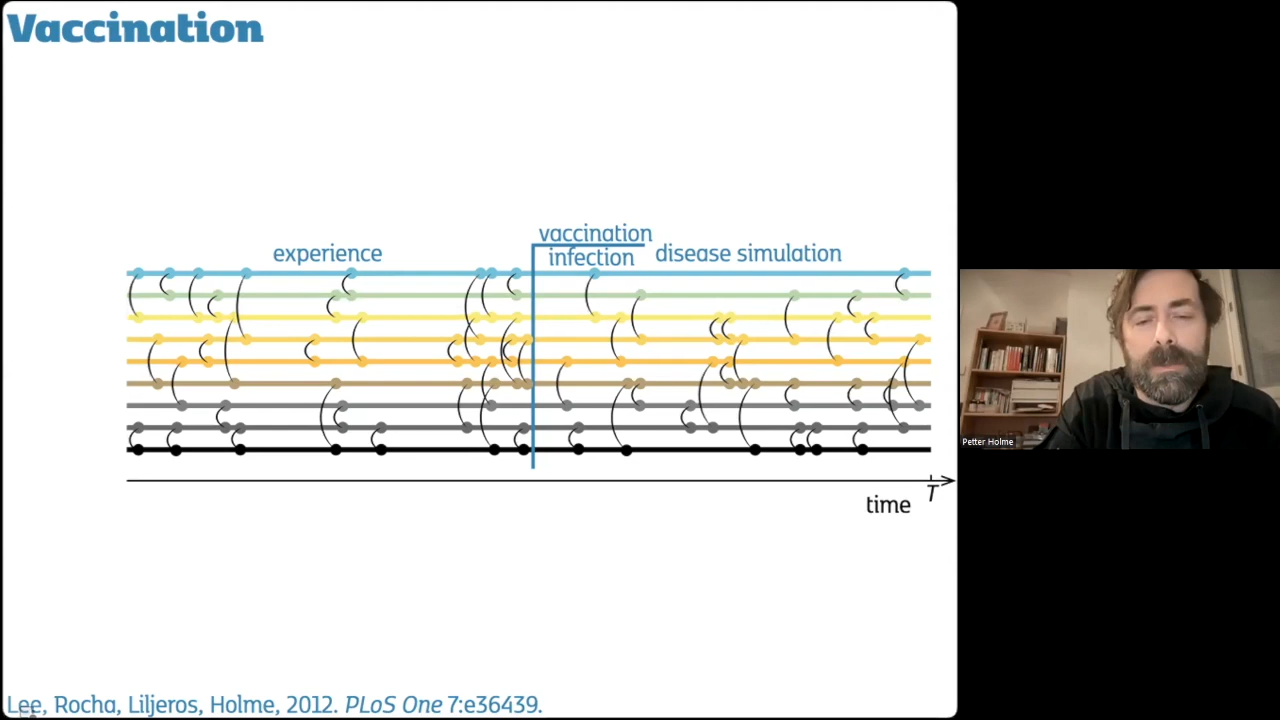 Vaccination
vaccination
experience
infection
disease simulation
T
time
Lee, Rocha, Liljeros, Holme, 2012. PLoS One 7:e36439.
Petter Holme